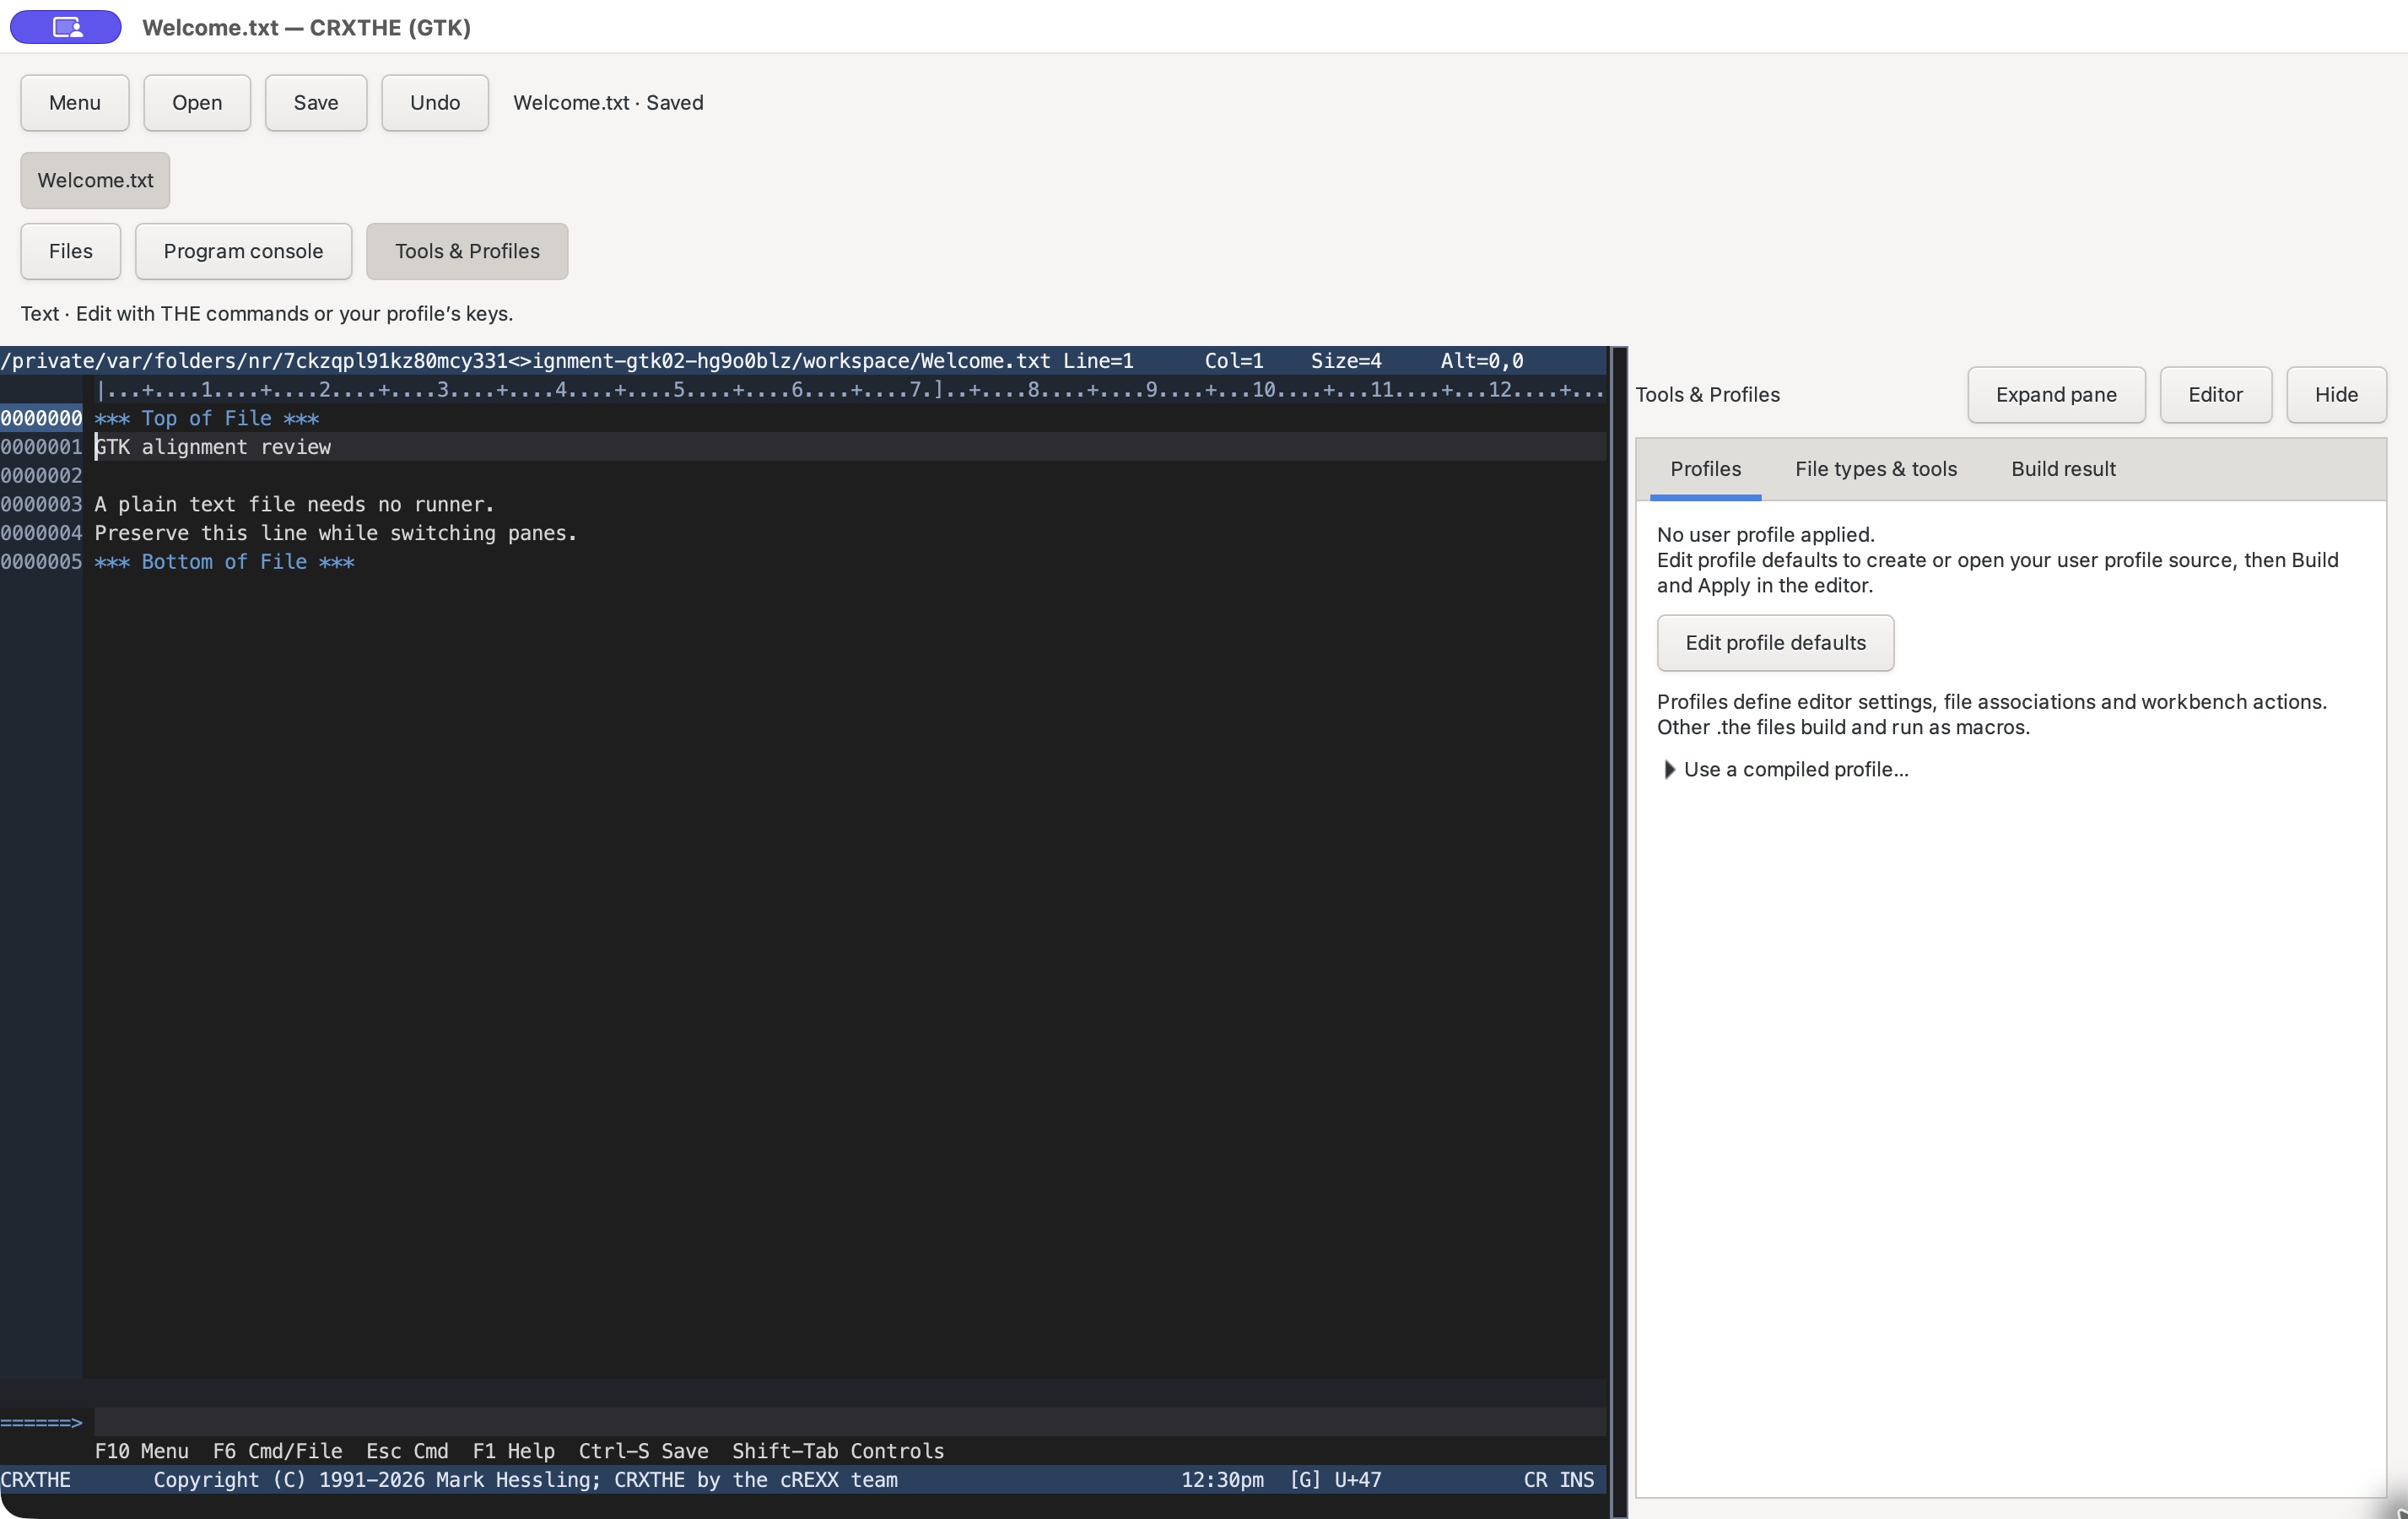 Welcome.txt — CRXTHE (GTK)
Menu Open Save Undo Welcome.txt · Saved
Welcome.txt
Files Program console Tools & Profiles
Text · Edit with THE commands or your profile’s keys.
/private/var/folders/nr/7ckzqpl91kz80mcy331<>ignment-gtk02-hg9o0blz/workspace/Welcome.txt Line=1 Col=1 Size=4 Alt=0,0
|...+....1....+....2....+....3....+....4....+....5....+....6....+....7.]..+....8....+....9....+...10....+...11....+...12....+...
0000000 *** Top of File ***
0000001 GTK alignment review
0000002
0000003 A plain text file needs no runner.
0000004 Preserve this line while switching panes.
0000005 *** Bottom of File ***
======>
F10 Menu F6 Cmd/File Esc Cmd F1 Help Ctrl-S Save Shift-Tab Controls
CRXTHE Copyright (C) 1991-2026 Mark Hessling; CRXTHE by the cREXX team 12:30pm [G] U+47 CR INS
Tools & Profiles Expand pane Editor Hide
Profiles File types & tools Build result
No user profile applied.
Edit profile defaults to create or open your user profile source, then Build
and Apply in the editor.
Edit profile defaults
Profiles define editor settings, file associations and workbench actions.
Other .the files build and run as macros.
Use a compiled profile…